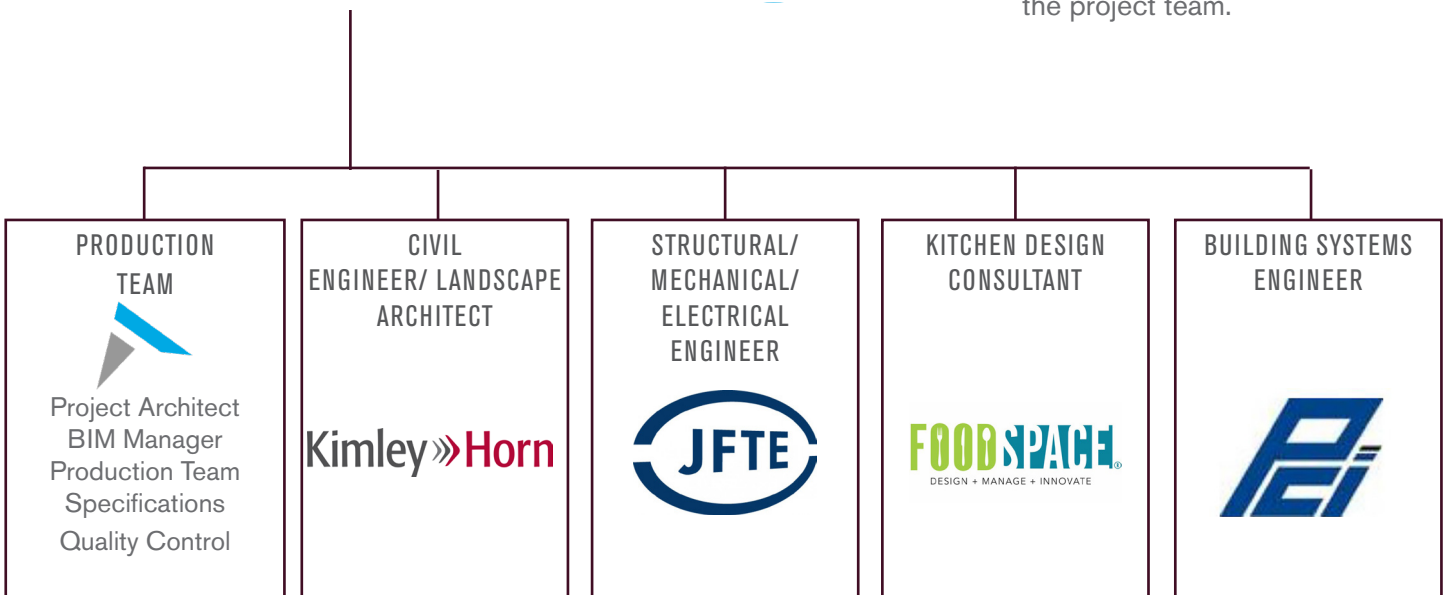 the project team.
PRODUCTION
TEAM
Project Architect
BIM Manager
Production Team
Specifications
Quality Control
CIVIL
ENGINEER/ LANDSCAPE
ARCHITECT
Kimley»Horn
STRUCTURAL/
MECHANICAL/
ELECTRICAL
ENGINEER
JFTE
KITCHEN DESIGN
CONSULTANT
FOODSPACE®
DESIGN + MANAGE + INNOVATE
BUILDING SYSTEMS
ENGINEER
PCI